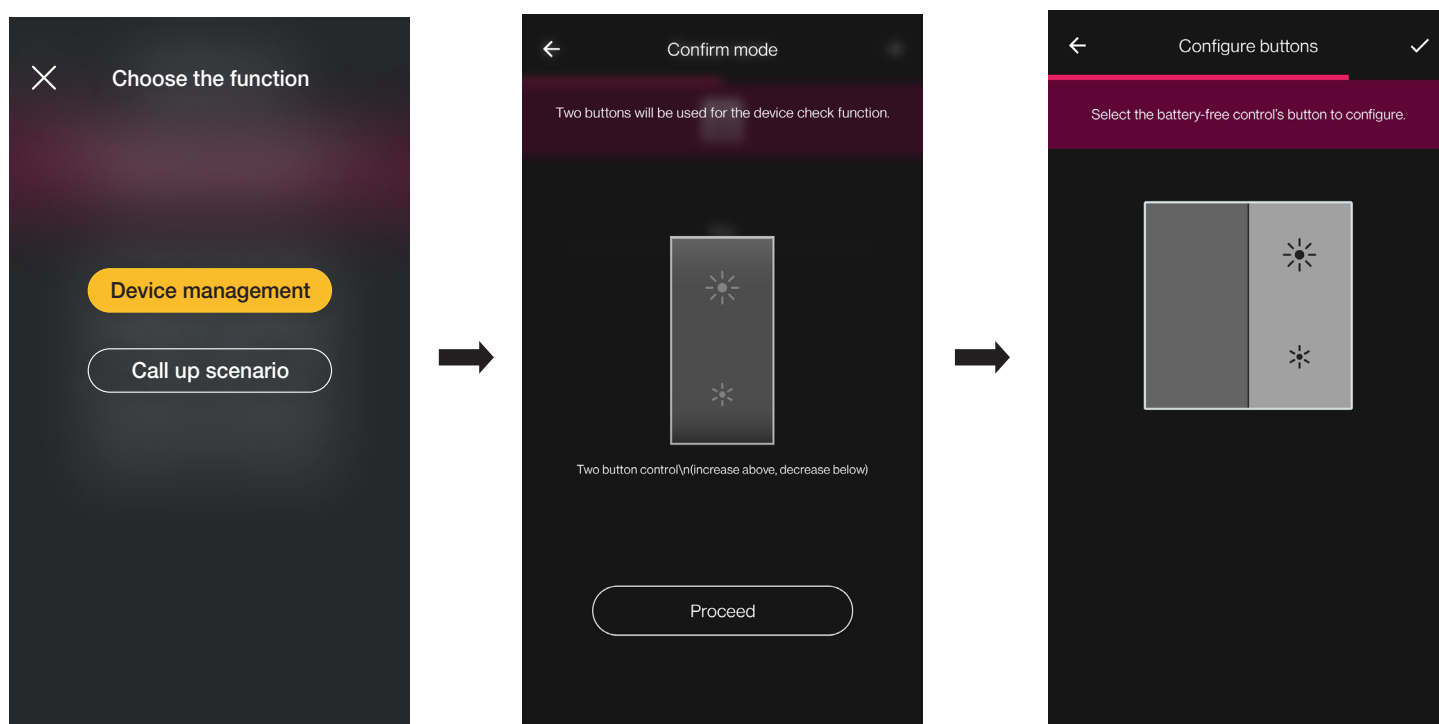 Choose the function
Device management
Call up scenario
Confirm mode
Two buttons will be used for the device check function.
Two button control\n(increase above, decrease below)
Proceed
Configure buttons
Select the battery-free control's button to configure.